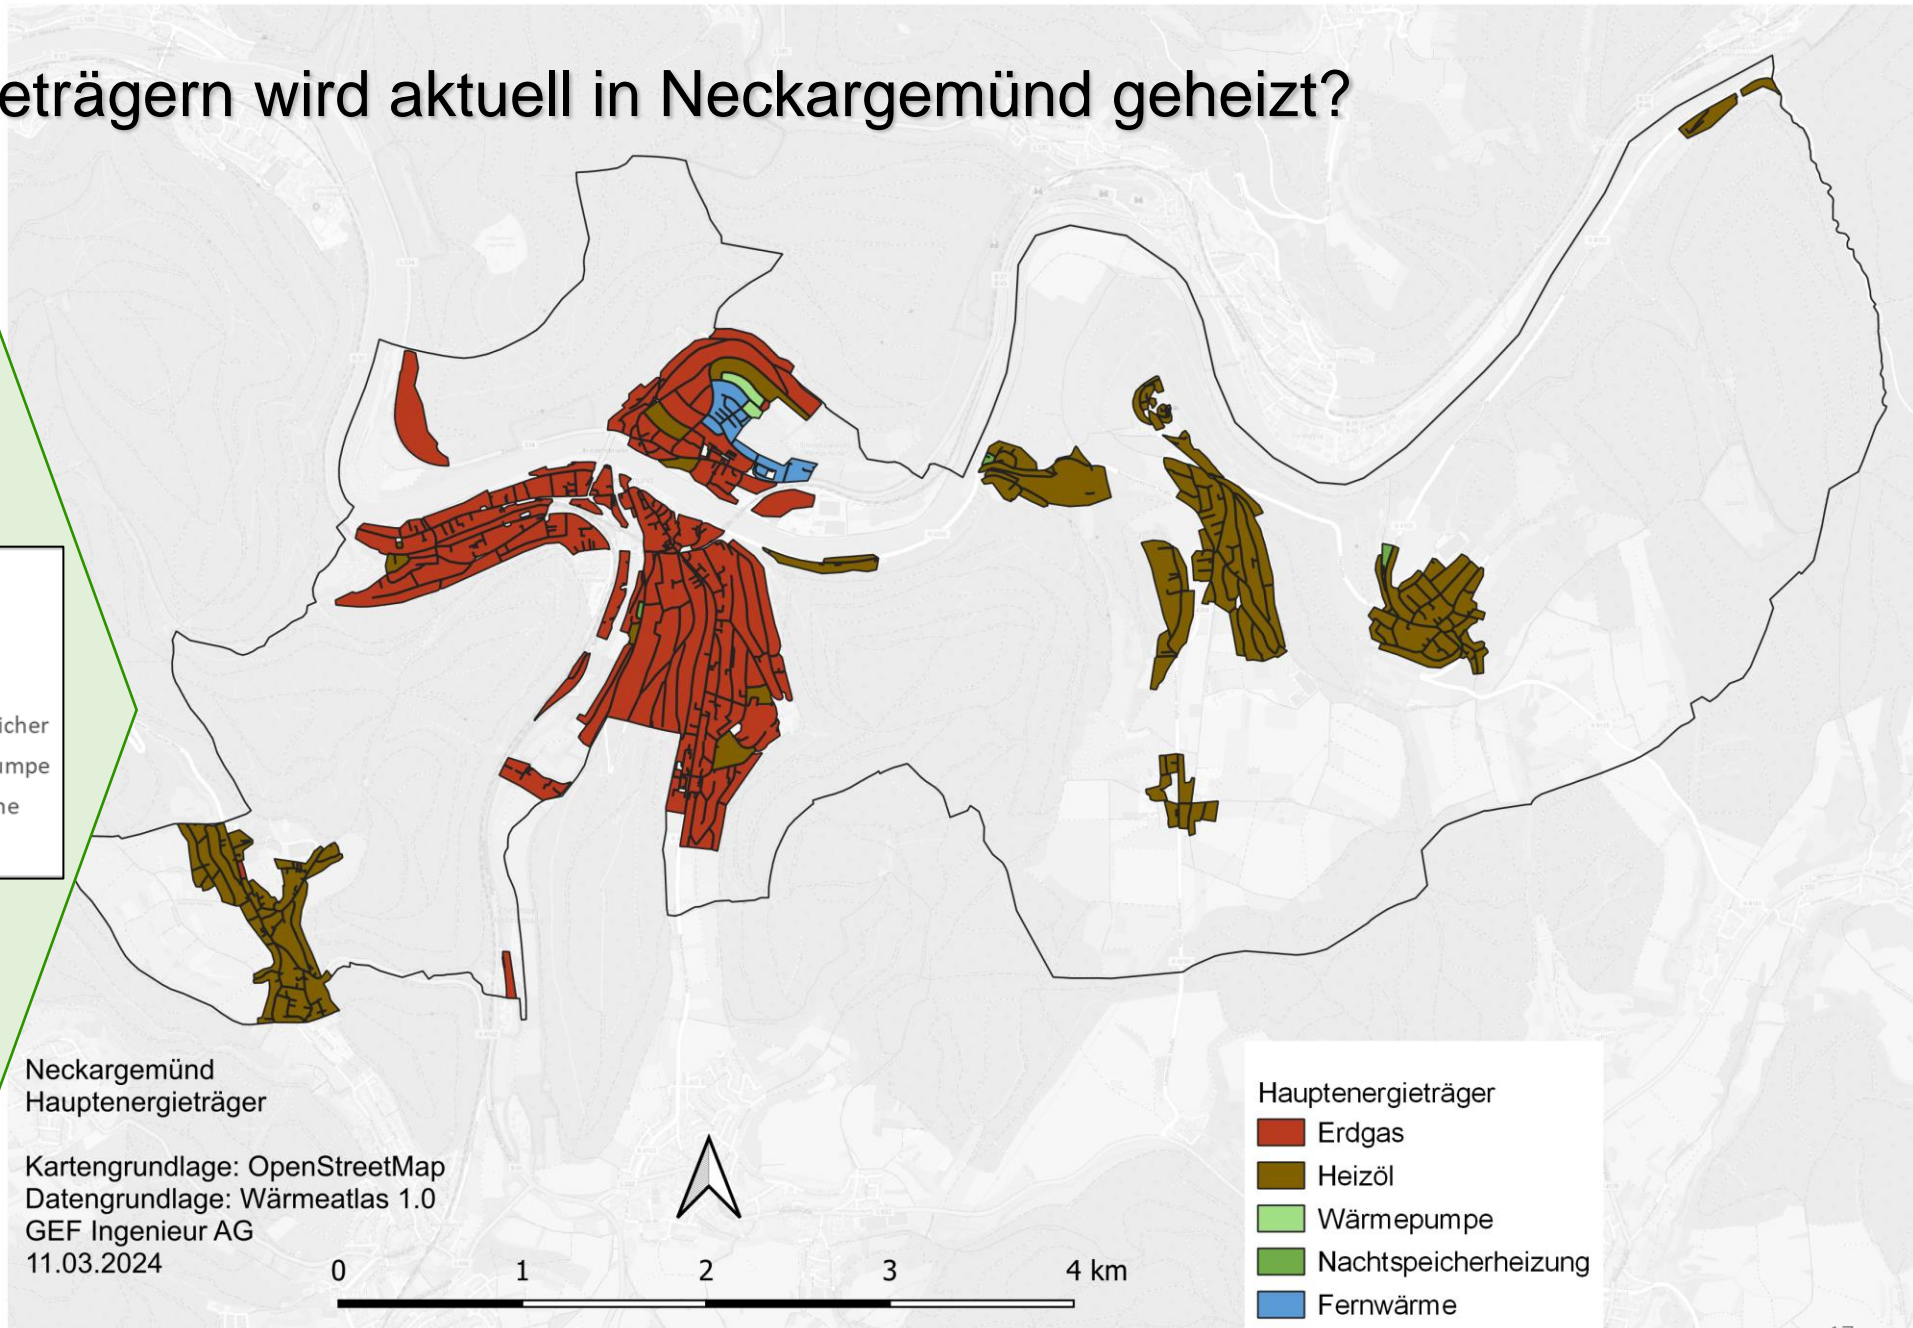 eträgern wird aktuell in Neckargemünd geheizt?
icher
umpe
ne
Neckargemünd
Hauptenergieträger
Kartengrundlage: OpenStreetMap
Datengrundlage: Wärmeatlas 1.0
GEF Ingenieur AG
11.03.2024
0 1 2 3 4 km
Hauptenergieträger
Erdgas
Heizöl
Wärmepumpe
Nachtspeicherheizung
Fernwärme